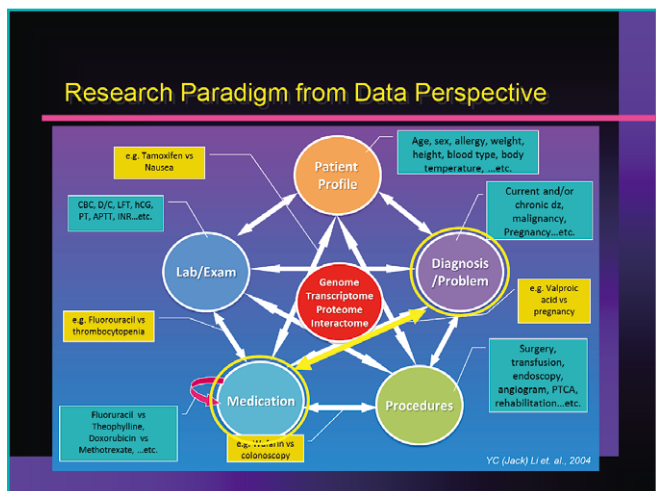 Research Paradigm from Data Perspective
e.g. Tamoxifen vs
Nausea
Patient
Profile
Age, sex, allergy, weight,
height, blood type, body
temperature, ...etc.
CBC, D/C, LFT, hCG,
PT, APTT, INR...etc.
Current and/or
chronic dz,
malignancy,
Pregnancy...etc.
Lab/Exam
Genome
Transcriptome
Proteome
Interactome
Diagnosis
/Problem
e.g. Fluorouracil vs
thrombocytopenia
e.g. Valproic
acid vs
pregnancy
Medication
Procedures
Surgery,
transfusion,
endoscopy,
angiogram, PTCA,
rehabilitation...etc.
Fluoruracil vs
Theophylline,
Doxorubicin vs
Methotrexate, ...etc.
e.g. Wafarin vs
colonoscopy
YC (Jack) Li et. al., 2004